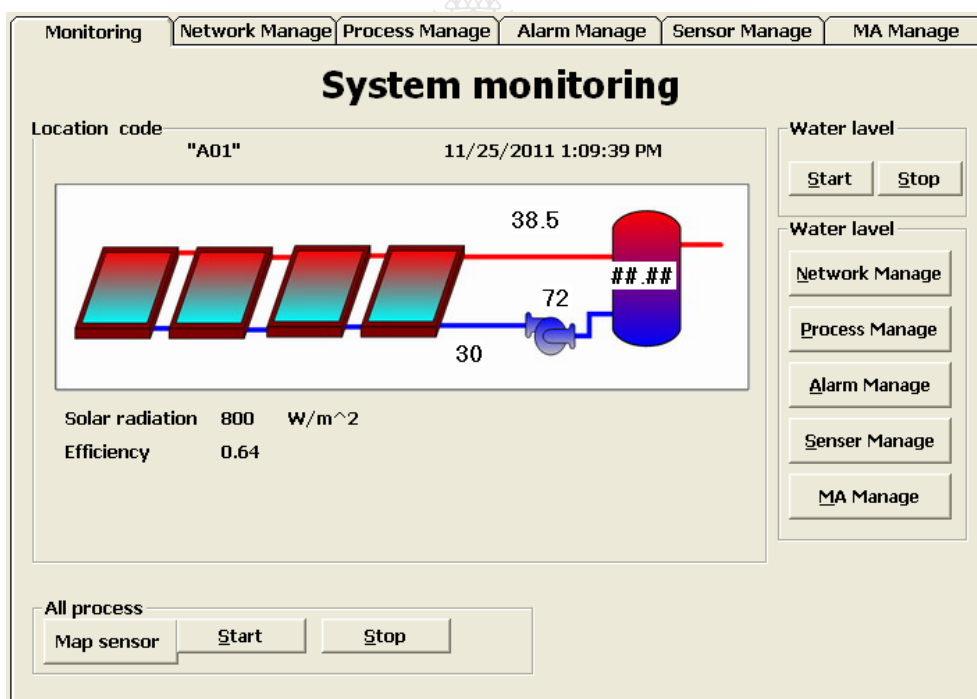 Monitoring Network Manage Process Manage Alarm Manage Sensor Manage MA Manage
System monitoring
Location code
"A01" 11/25/2011 1:09:39 PM
38.5
##.##
72
30
Solar radiation 800 W/m^2
Efficiency 0.64
Water lavel
Start Stop
Water level
Network Manage
Process Manage
Alarm Manage
Senser Manage
MA Manage
All process
Map sensor Start Stop